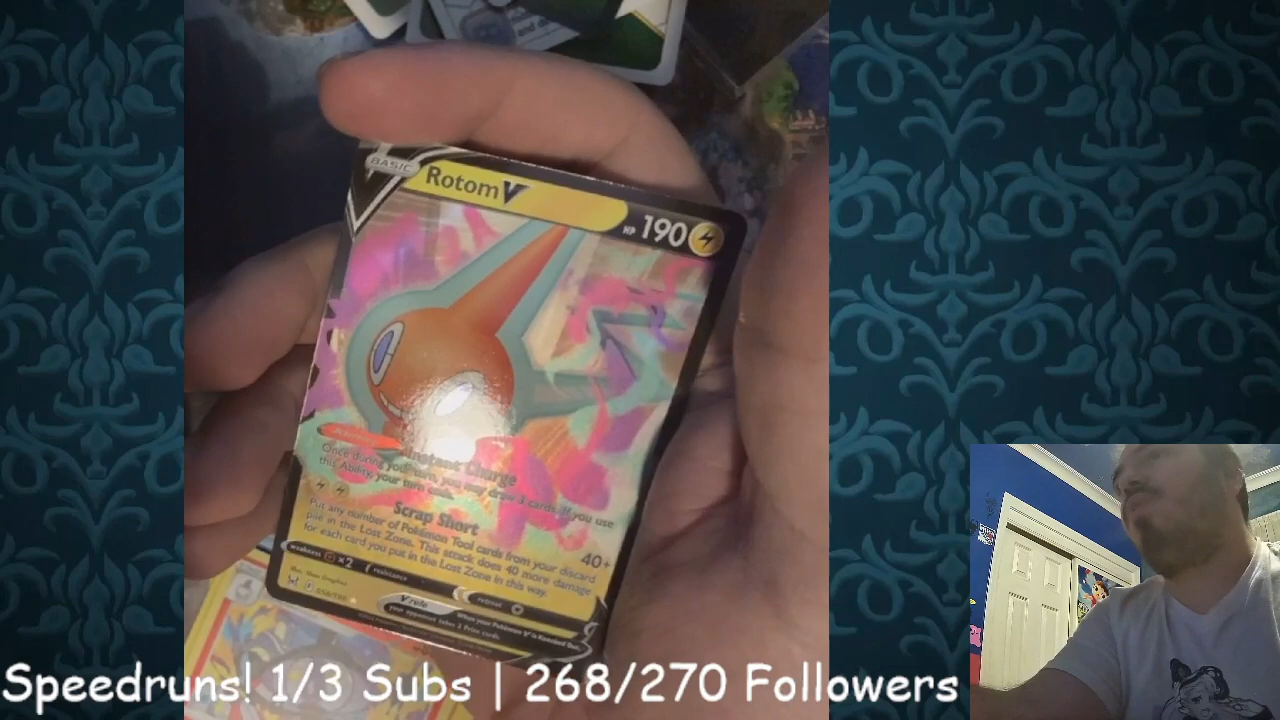 BASIC
Rotom V
HP 190
Instant Charge
Once during your turn, you may draw 3 cards. If you use
this Ability, your turn ends.
Scrap Short
40+
Put any number of Pokémon Tool cards from your discard
pile in the Lost Zone. This attack does 40 more damage
for each card you put in the Lost Zone in this way.
weakness ×2 resistance
retreat
V rule
When your Pokémon V is Knocked Out,
your opponent takes 2 Prize cards.
Speedruns! 1/3 Subs | 268/270 Followers